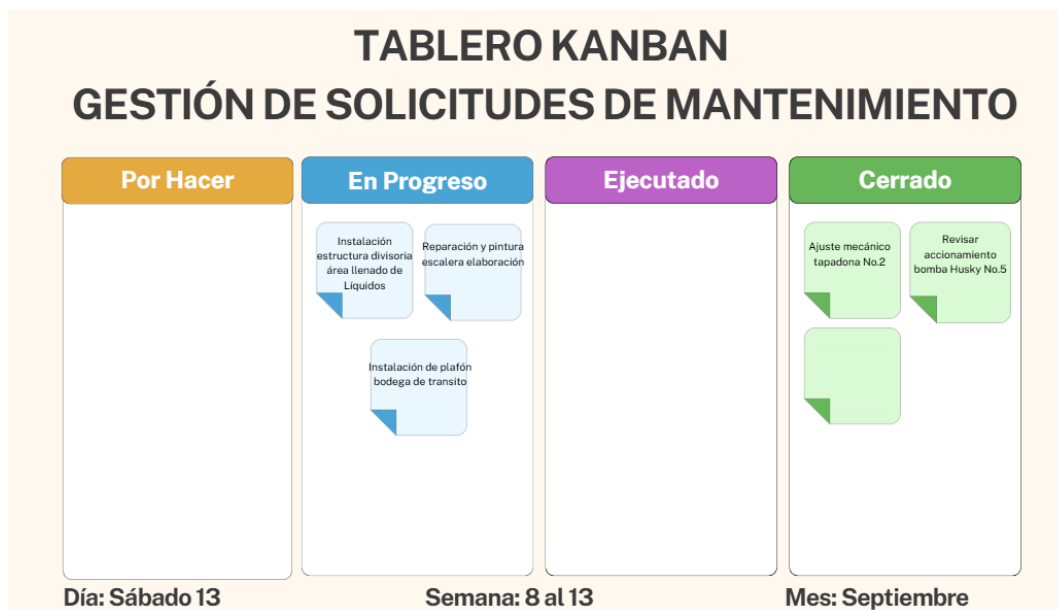 TABLERO KANBAN
GESTIÓN DE SOLICITUDES DE MANTENIMIENTO
Por Hacer
En Progreso
Instalación
estructura divisoria
área llenado de
Líquidos
Reparación y pintura
escalera elaboración
Instalación de plafón
bodega de transito
Ejecutado
Cerrado
Ajuste mecánico
tapadona No.2
Revisar
accionamiento
bomba Husky No.5
Día: Sábado 13
Semana: 8 al 13
Mes: Septiembre